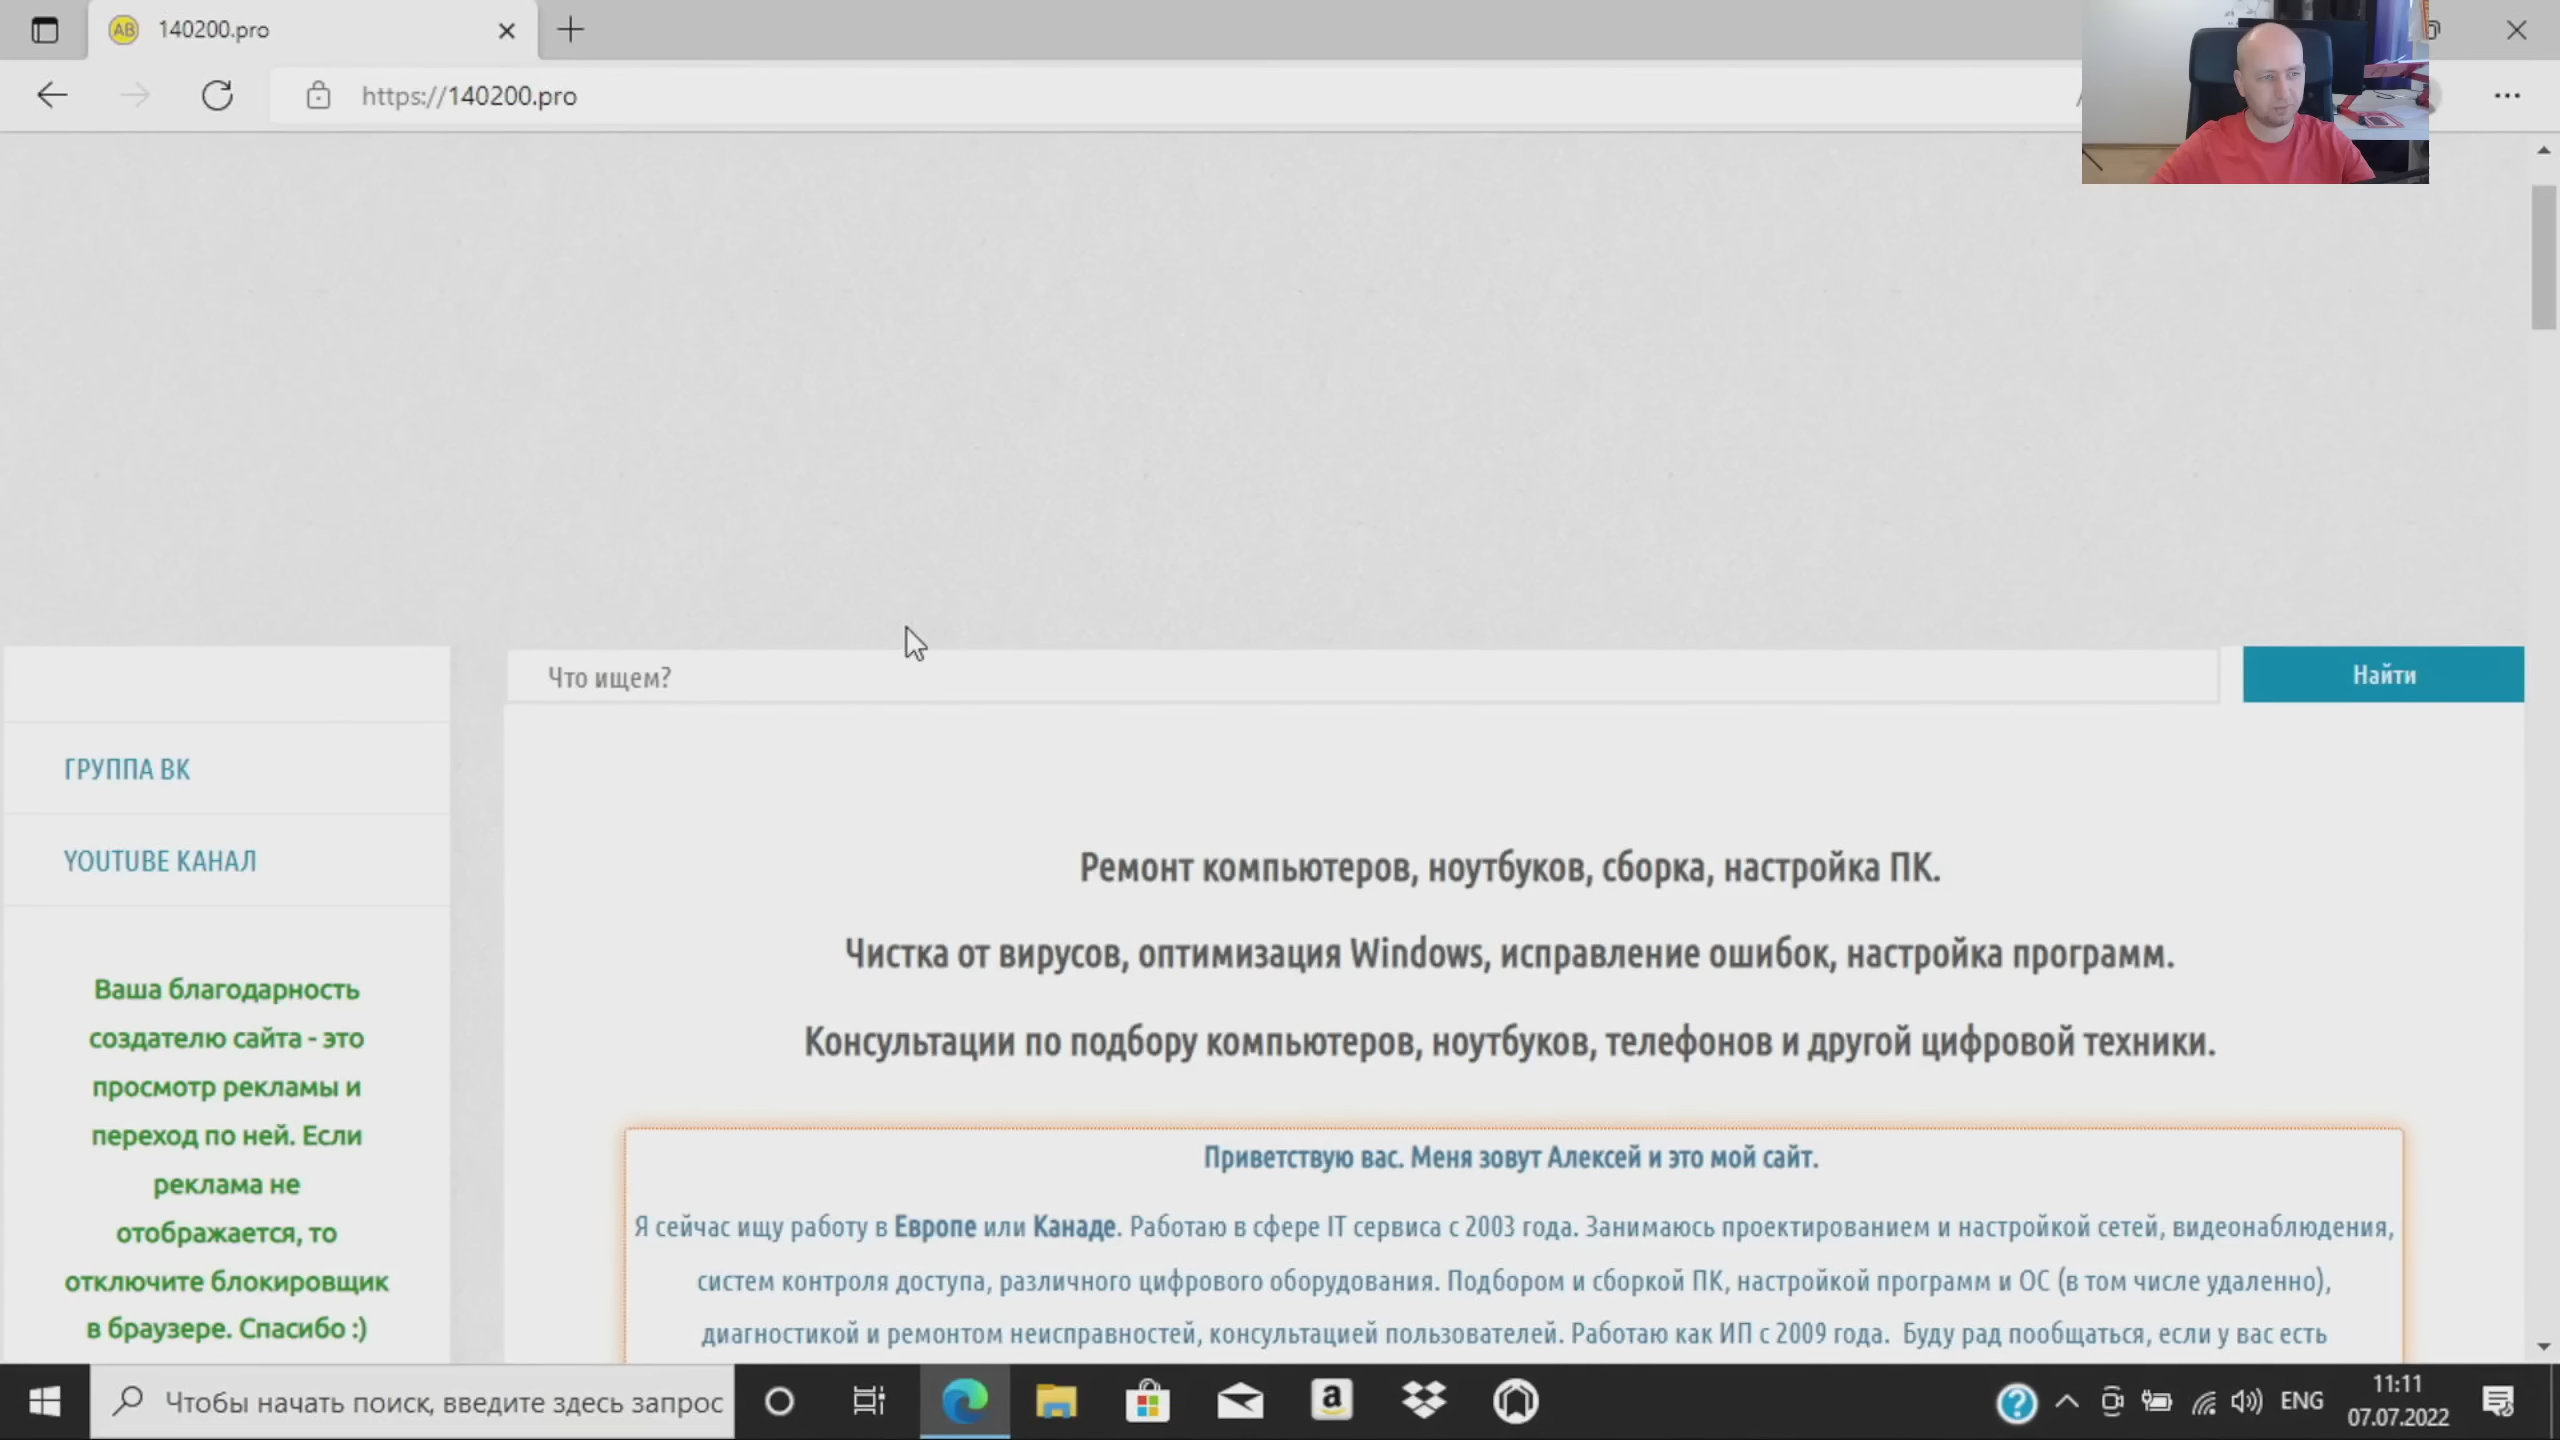 AB
140200.pro
https://140200.pro
Что ищем?
Найти
ГРУППА ВК
YOUTUBE КАНАЛ
Ваша благодарность
создателю сайта - это
просмотр рекламы и
переход по ней. Если
реклама не
отображается, то
отключите блокировщик
в браузере. Спасибо :)
Ремонт компьютеров, ноутбуков, сборка, настройка ПК.
Чистка от вирусов, оптимизация Windows, исправление ошибок, настройка программ.
Консультации по подбору компьютеров, ноутбуков, телефонов и другой цифровой техники.
Приветствую вас. Меня зовут Алексей и это мой сайт.
Я сейчас ищу работу в Европе или Канаде. Работаю в сфере IT сервиса с 2003 года. Занимаюсь проектированием и настройкой сетей, видеонаблюдения,
систем контроля доступа, различного цифрового оборудования. Подбором и сборкой ПК, настройкой программ и ОС (в том числе удаленно),
диагностикой и ремонтом неисправностей, консультацией пользователей. Работаю как ИП с 2009 года. Буду рад пообщаться, если у вас есть
Чтобы начать поиск, введите здесь запрос
a
?
ENG
11:11
07.07.2022